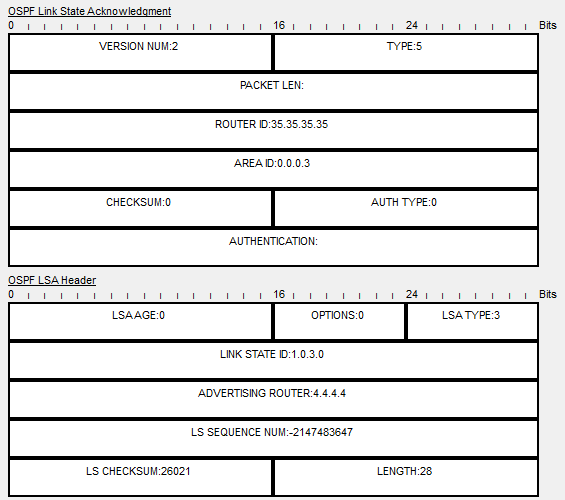 OSPF Link State Acknowledgment
0 16 24 Bits
VERSION NUM:2 TYPE:5
PACKET LEN:
ROUTER ID:35.35.35.35
AREA ID:0.0.0.3
CHECKSUM:0 AUTH TYPE:0
AUTHENTICATION:
OSPF LSA Header
0 16 24 Bits
LSA AGE:0 OPTIONS:0 LSA TYPE:3
LINK STATE ID:1.0.3.0
ADVERTISING ROUTER:4.4.4.4
LS SEQUENCE NUM:-2147483647
LS CHECKSUM:26021 LENGTH:28